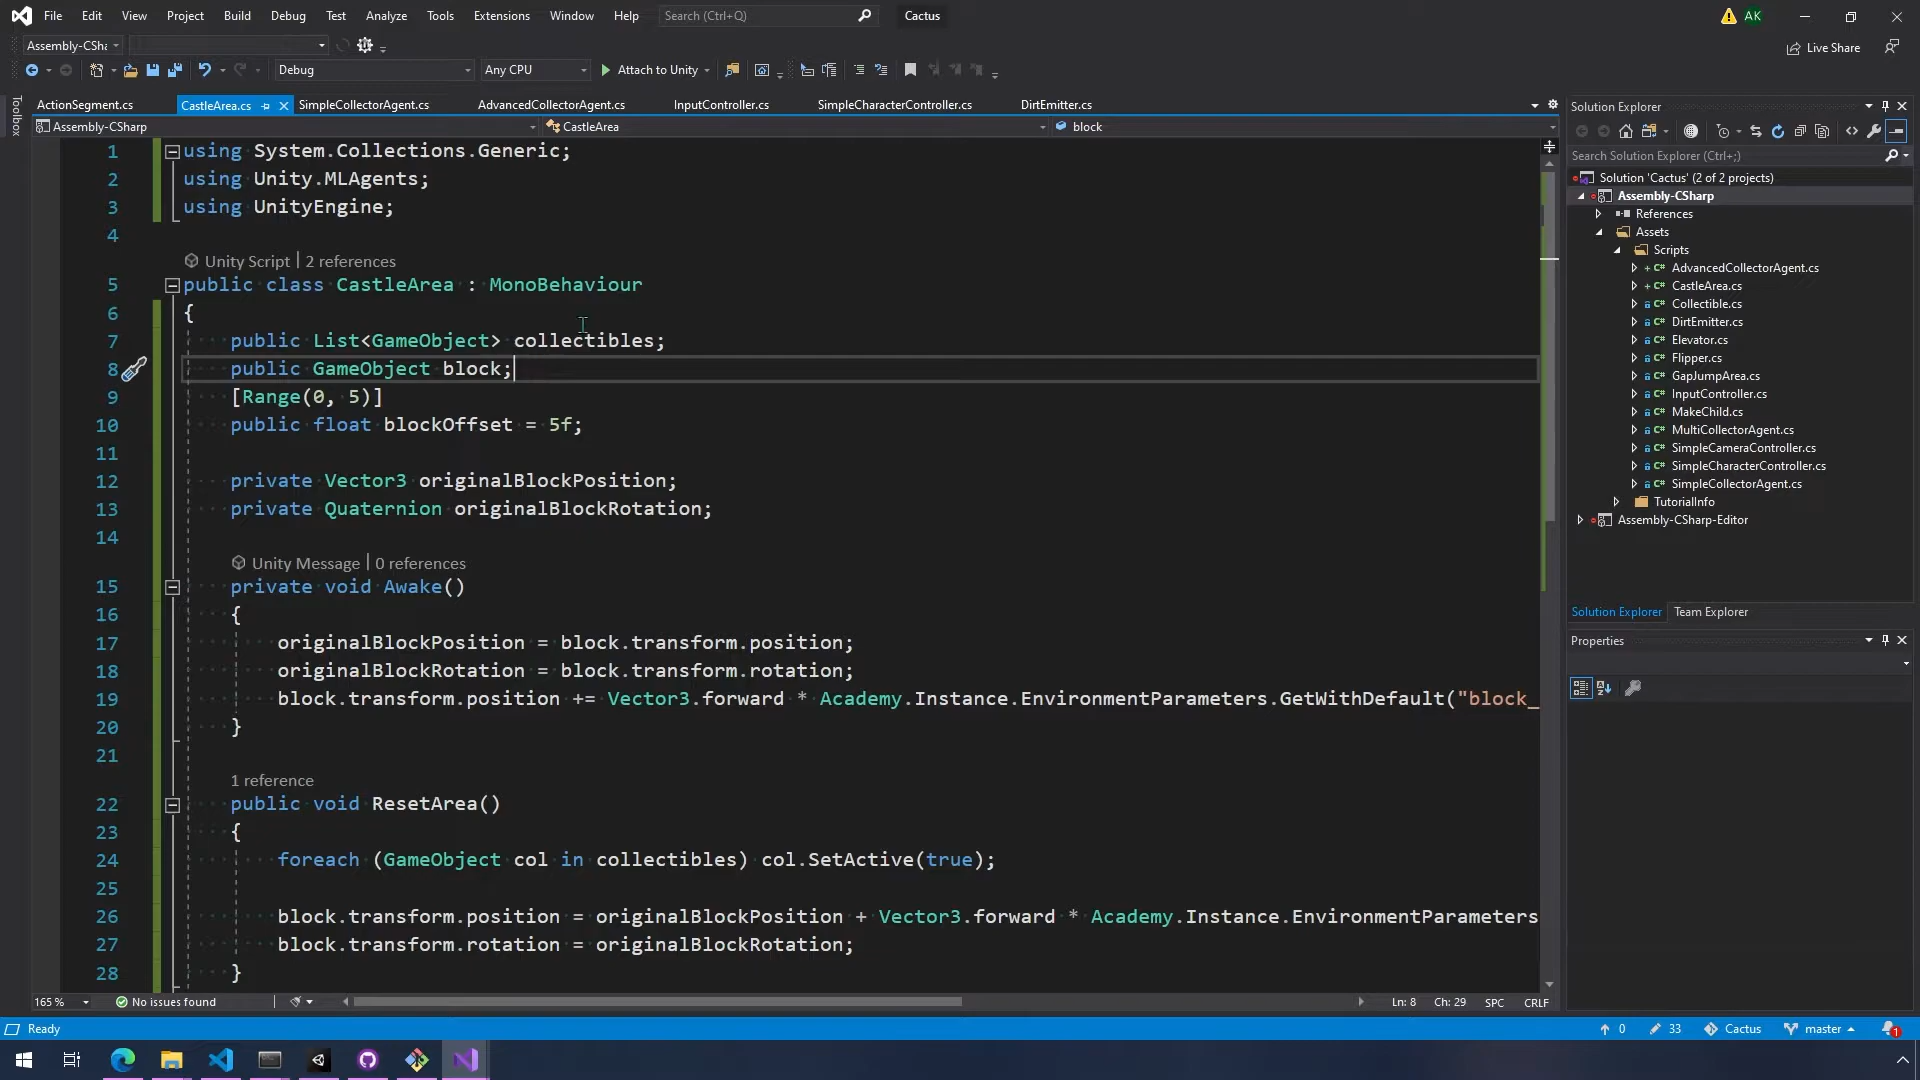 File Edit View Project Build Debug Test Analyze Tools Extensions Window Help Search (Ctrl+Q) Cactus AK
Assembly-CSha
Live Share
Debug Any CPU Attach to Unity
Toolbox
ActionSegment.cs CastleArea.cs SimpleCollectorAgent.cs AdvancedCollectorAgent.cs InputController.cs SimpleCharacterController.cs DirtEmitter.cs
Assembly-CSharp CastleArea block
1 using System.Collections.Generic;
2 using Unity.MLAgents;
3 using UnityEngine;
4
Unity Script | 2 references
5 public class CastleArea : MonoBehaviour
6 {
7 public List<GameObject> collectibles;
8 public GameObject block;
9 [Range(0, 5)]
10 public float blockOffset = 5f;
11
12 private Vector3 originalBlockPosition;
13 private Quaternion originalBlockRotation;
14
Unity Message | 0 references
15 private void Awake()
16 {
17 originalBlockPosition = block.transform.position;
18 originalBlockRotation = block.transform.rotation;
19 block.transform.position += Vector3.forward * Academy.Instance.EnvironmentParameters.GetWithDefault("block_
20 }
21
1 reference
22 public void ResetArea()
23 {
24 foreach (GameObject col in collectibles) col.SetActive(true);
25
26 block.transform.position = originalBlockPosition + Vector3.forward * Academy.Instance.EnvironmentParameters
27 block.transform.rotation = originalBlockRotation;
28 }
165 % No issues found Ln: 8 Ch: 29 SPC CRLF
Solution Explorer
Search Solution Explorer (Ctrl+;)
Solution 'Cactus' (2 of 2 projects)
Assembly-CSharp
References
Assets
Scripts
C# AdvancedCollectorAgent.cs
C# CastleArea.cs
C# Collectible.cs
C# DirtEmitter.cs
C# Elevator.cs
C# Flipper.cs
C# GapJumpArea.cs
C# InputController.cs
C# MakeChild.cs
C# MultiCollectorAgent.cs
C# SimpleCameraController.cs
C# SimpleCharacterController.cs
C# SimpleCollectorAgent.cs
TutorialInfo
Assembly-CSharp-Editor
Solution Explorer Team Explorer
Properties
Ready 0 33 Cactus master 1